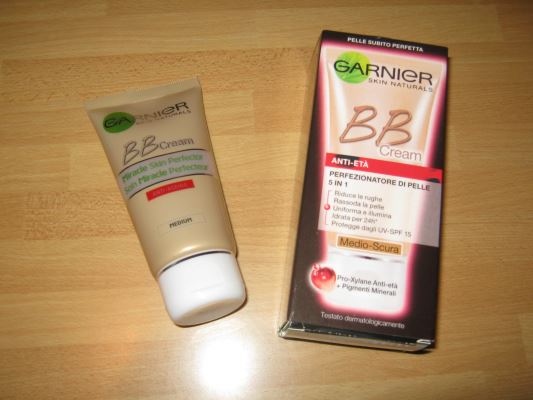 GARNIER
SKIN NATURALS
BB
Cream
Miracle Skin Perfector
Soin Miracle Perfecteur
MEDIUM
PELLE SUBITO PERFETTA
GARNIER
SKIN NATURALS
BB
Cream
ANTI-ETÀ
PERFEZIONATORE DI PELLE
5 IN 1
Riduce le rughe
Rassoda la pelle
Uniforma e illumina
Idrata per 24h*
Protegge dagli UV-SPF 15
Medio-Scura
Pro-Xylane Anti-età
+ Pigmenti Minerali
Testato dermatologicamente